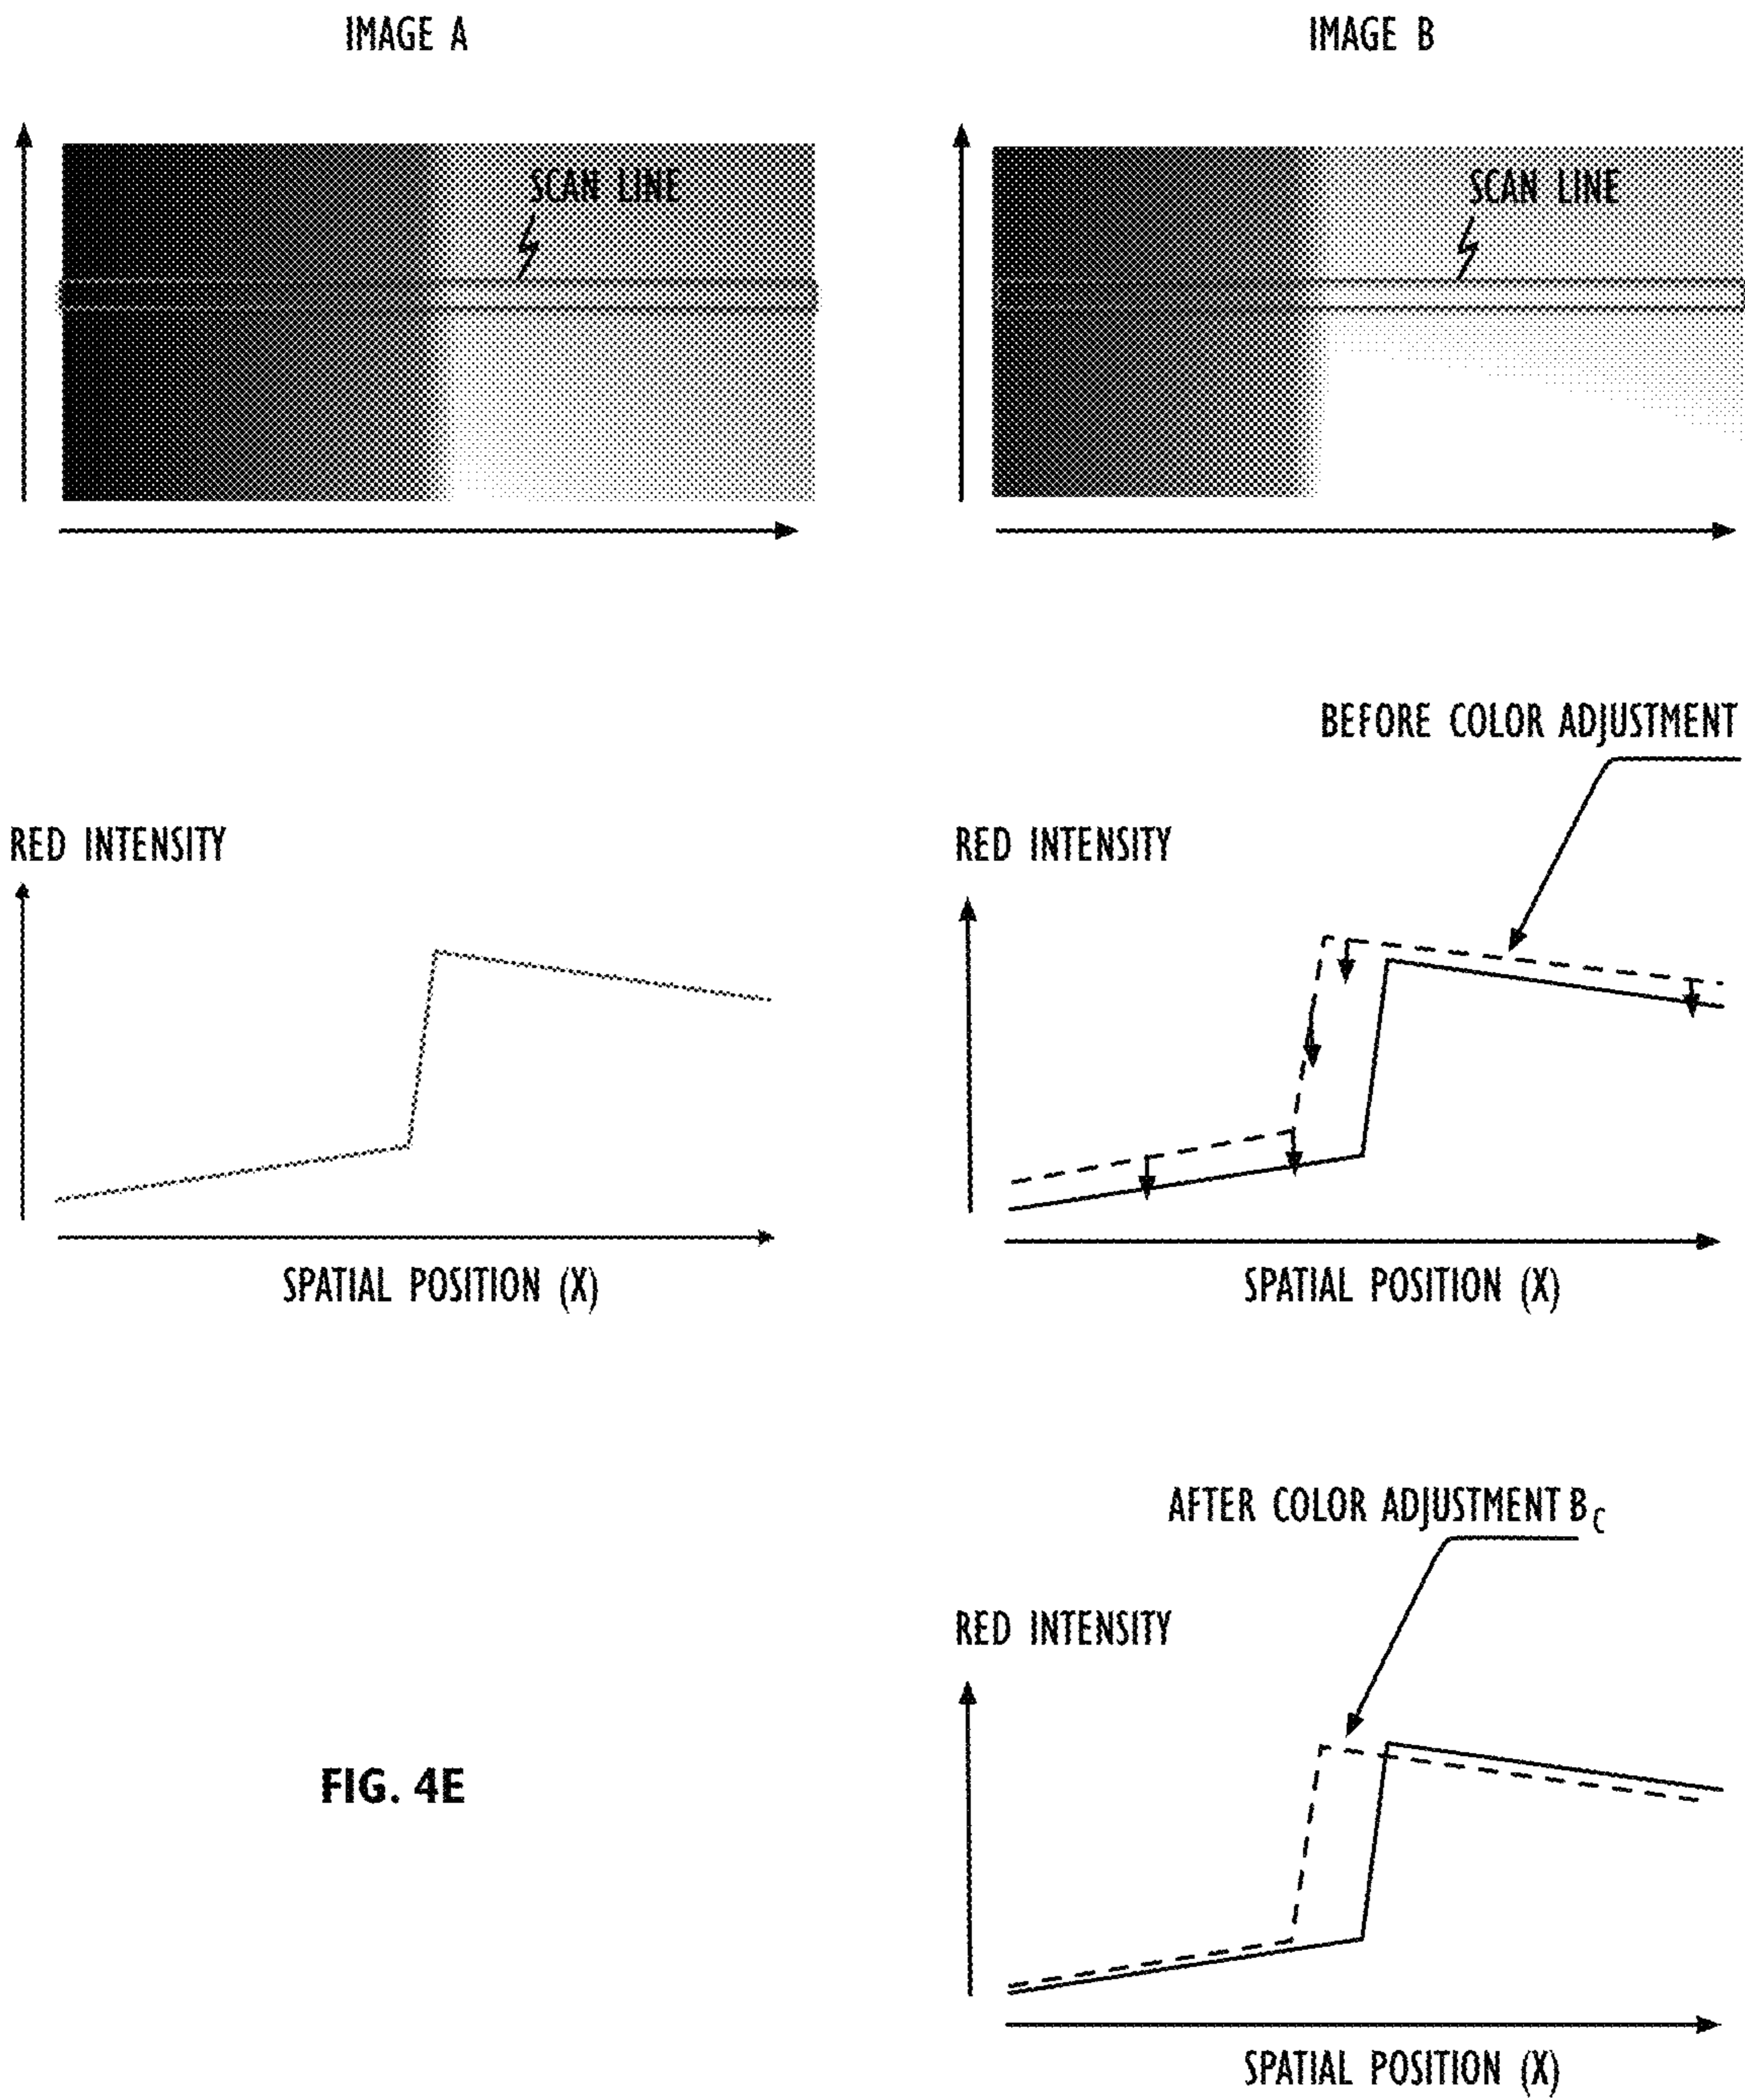 IMAGE A
IMAGE B
SCAN LINE
SCAN LINE
BEFORE COLOR ADJUSTMENT
RED INTENSITY
RED INTENSITY
SPATIAL POSITION (X)
SPATIAL POSITION (X)
AFTER COLOR ADJUSTMENT BC
RED INTENSITY
FIG. 4E
SPATIAL POSITION (X)